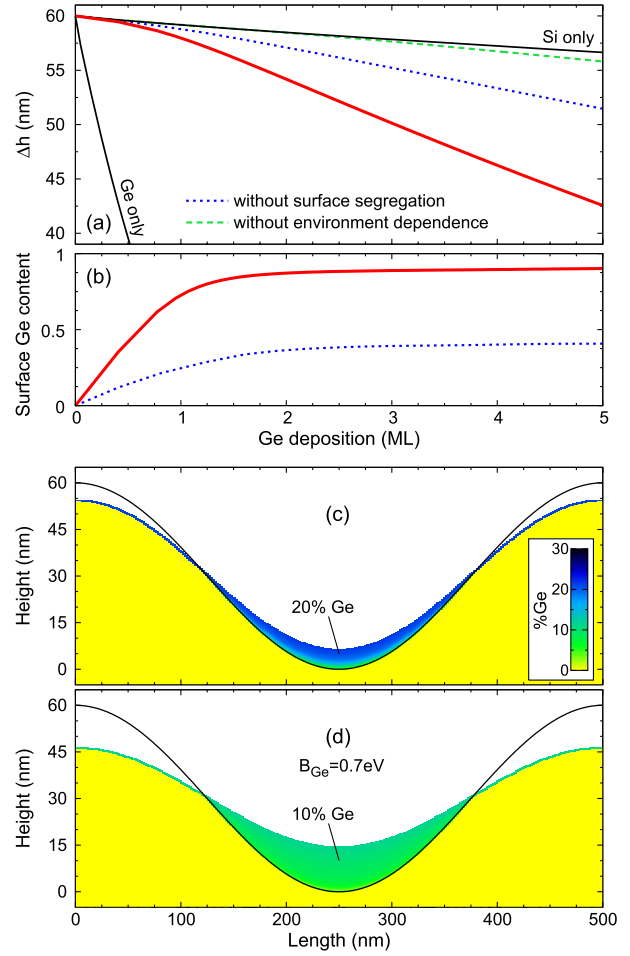 60
55
50
45
40
Δh (nm)
Si only
Ge only
without surface segregation
without environment dependence
(a)
1
0.5
0
Surface Ge content
(b)
0 1 2 3 4 5
Ge deposition (ML)
60
45
30
15
0
Height (nm)
(c)
20% Ge
30
20
10
0
%Ge
60
45
30
15
0
Height (nm)
(d)
B_Ge=0.7eV
10% Ge
0 100 200 300 400 500
Length (nm)